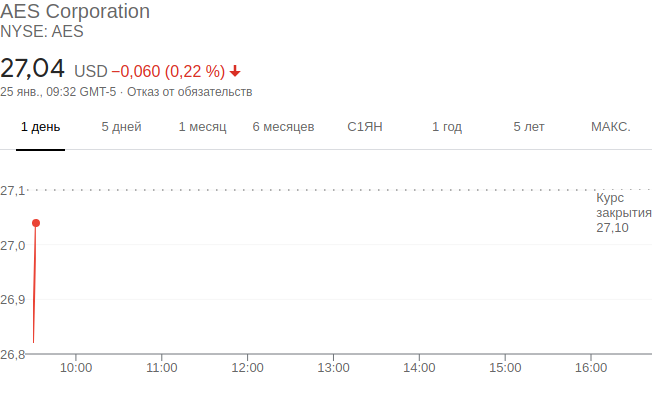 AES Corporation
NYSE: AES
27,04 USD −0,060 (0,22 %)
25 янв., 09:32 GMT-5 · Отказ от обязательств
1 день 5 дней 1 месяц 6 месяцев С1ЯН 1 год 5 лет МАКС.
27,1
Курс
закрытия
27,10
27,0
26,9
26,8
10:00 11:00 12:00 13:00 14:00 15:00 16:00